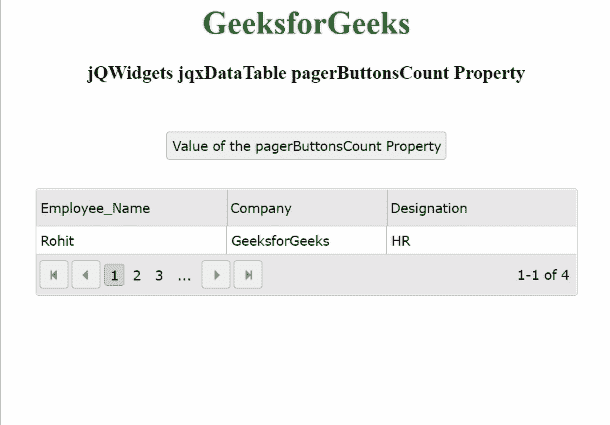 GeeksforGeeks
jQWidgets jqxDataTable pagerButtonsCount Property
Value of the pagerButtonsCount Property
Employee_Name Company Designation
Rohit GeeksforGeeks HR
1 2 3 ... 1-1 of 4